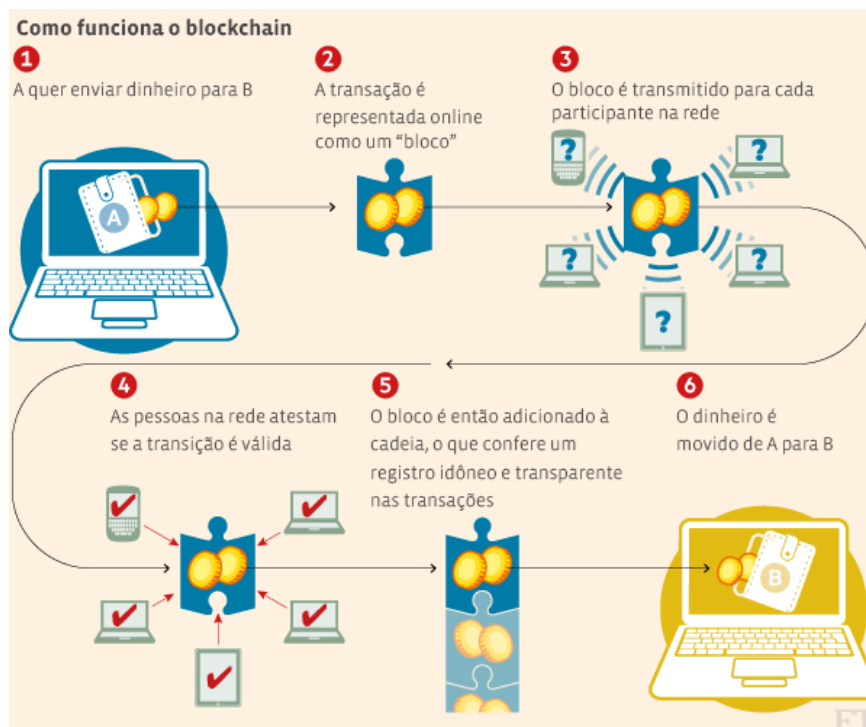 Como funciona o blockchain
1
A quer enviar dinheiro para B
2
A transação é
representada online
como um “bloco”
3
O bloco é transmitido para cada
participante na rede
A
?
?
?
?
?
4
As pessoas na rede atestam
se a transição é válida
5
O bloco é então adicionado à
cadeia, o que confere um
registro idôneo e transparente
nas transações
6
O dinheiro é
movido de A para B
B